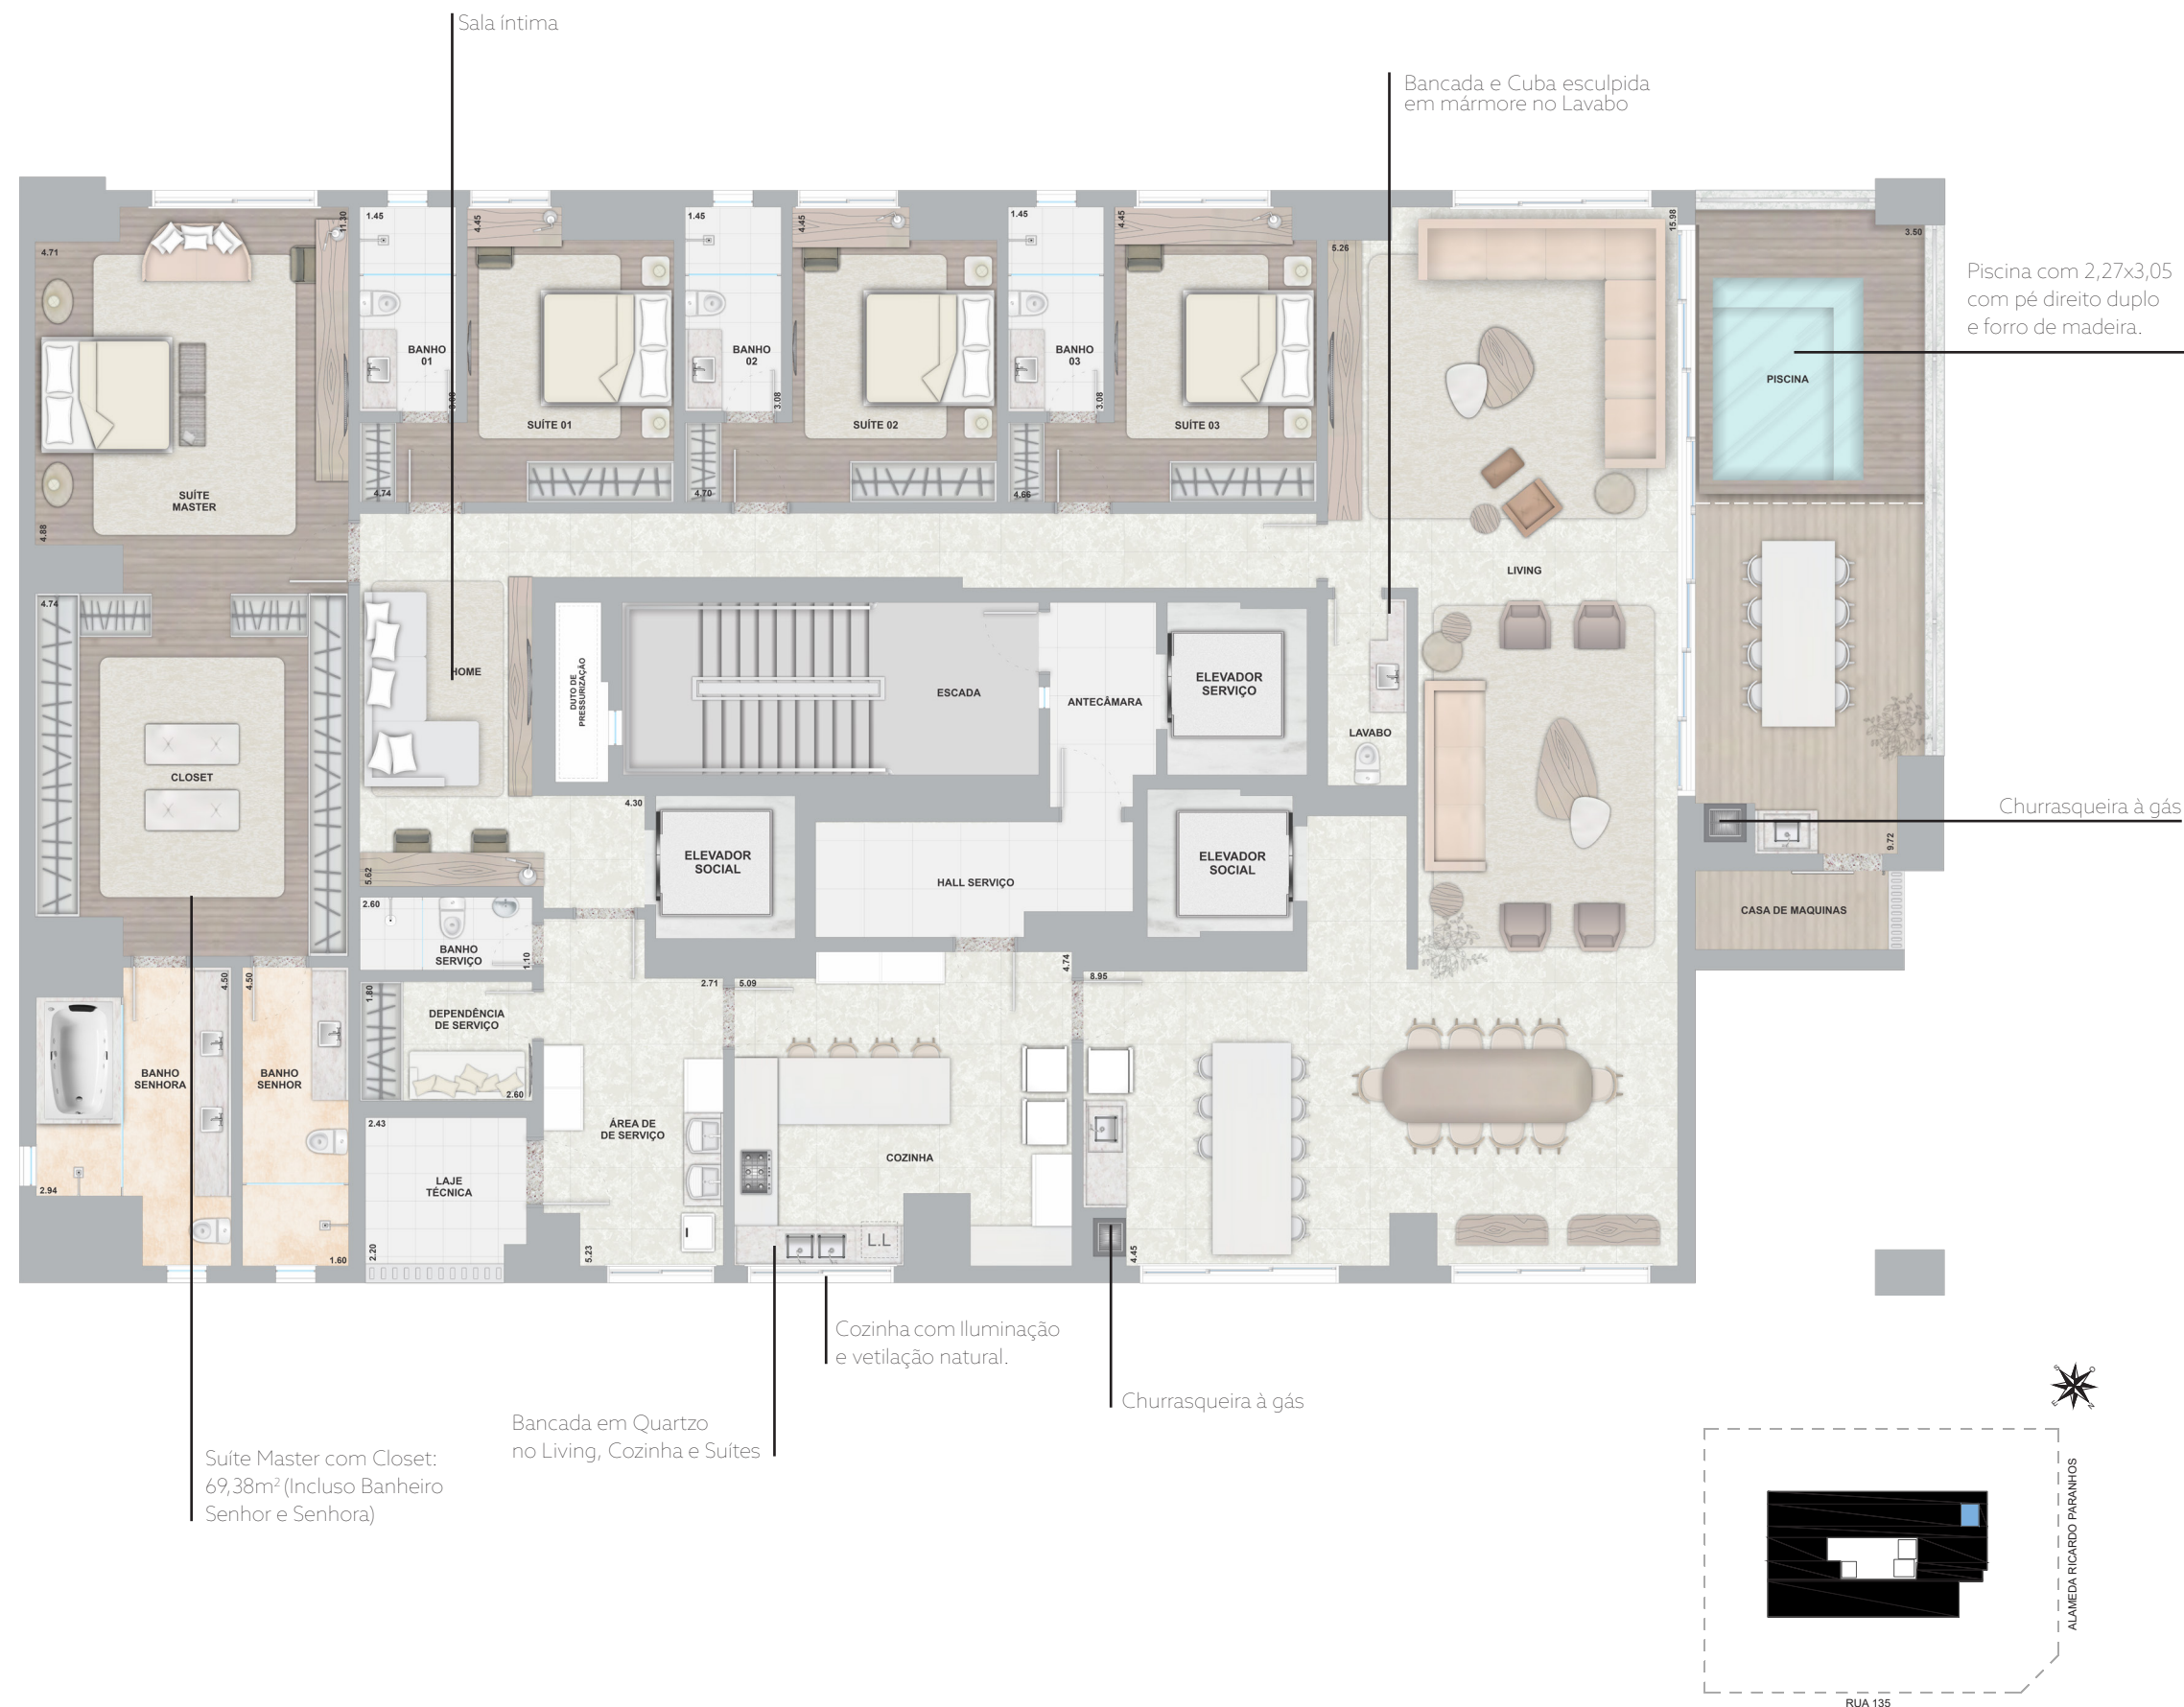 Sala íntima
Bancada e Cuba esculpida
em mármore no Lavabo
Piscina com 2,27x3,05
com pé direito duplo
e forro de madeira.
Churrasqueira à gás
4.71
11.30
1.45
4.45
1.45
4.45
1.45
4.45
5.26
15.98
3.50
BANHO
01
BANHO
02
BANHO
03
PISCINA
3.08
3.08
SUÍTE 01
SUÍTE 02
SUÍTE 03
SUÍTE
MASTER
4.88
4.74
4.70
4.66
LIVING
4.74
HOME
DUTO DE
PRESSURIZAÇÃO
ESCADA
ANTECÂMARA
ELEVADOR
SERVIÇO
LAVABO
CLOSET
4.30
5.62
ELEVADOR
SOCIAL
HALL SERVIÇO
ELEVADOR
SOCIAL
9.72
CASA DE MAQUINAS
2.60
BANHO
SERVIÇO
1.10
4.50
4.50
1.80
2.71
5.09
4.74
8.95
DEPENDÊNCIA
DE SERVIÇO
2.60
BANHO
SENHORA
BANHO
SENHOR
2.43
ÁREA DE
DE SERVIÇO
COZINHA
LAJE
TÉCNICA
2.94
2.20
1.60
5.23
L.L
4.45
Cozinha com Iluminação
e vetilação natural.
Churrasqueira à gás
Bancada em Quartzo
no Living, Cozinha e Suítes
Suíte Master com Closet:
69,38m² (Incluso Banheiro
Senhor e Senhora)
ALAMEDA RICARDO PARANHOS
RUA 135